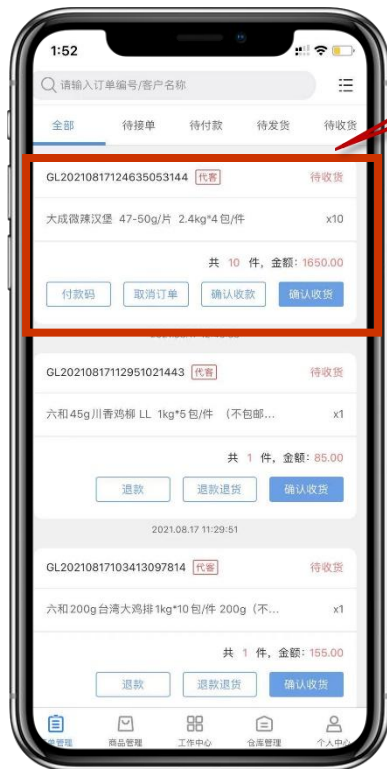 1:52
请输入订单编号/客户名称
全部 待接单 待付款 待发货 待收货
GL20210817124635053144 代客 待收货
大成微辣汉堡 47-50g/片 2.4kg*4包/件 x10
共 10 件，金额：1650.00
付款码 取消订单 确认收款 确认收货
GL20210817112951021443 代客 待收货
六和45g川香鸡柳 LL 1kg*5包/件 （不包邮... x1
共 1 件，金额：85.00
退款 退款退货 确认收货
2021.08.17 11:29:51
GL20210817103413097814 代客 待收货
六和200g台湾大鸡排1kg*10包/件 200g（不... x1
共 1 件，金额：155.00
退款 退款退货 确认收货
单管理 商品管理 工作中心 仓库管理 个人中心